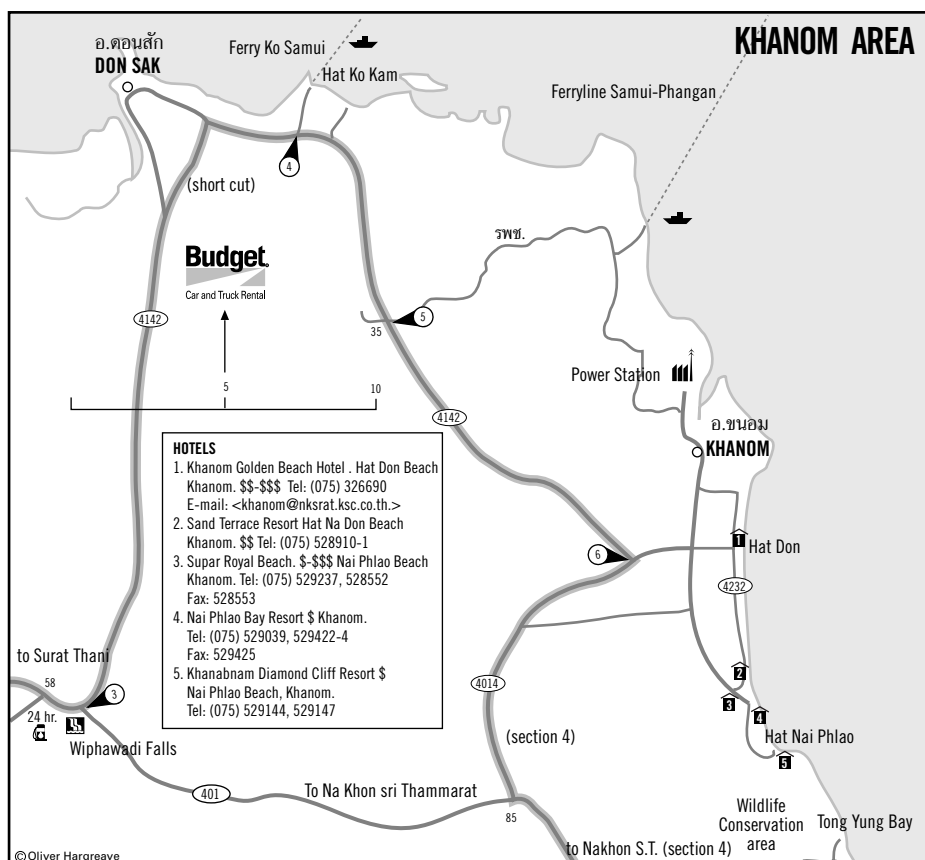 KHANOM AREA
อ.ดอนสัก
DON SAK
Ferry Ko Samui
Hat Ko Kam
Ferryline Samui-Phangan
4
(short cut)
รพช.
Budget.
Car and Truck Rental
4142
5
35
5
10
Power Station
4142
อ.ขนอม
KHANOM
HOTELS
1. Khanom Golden Beach Hotel . Hat Don Beach
Khanom. $$-$$$ Tel: (075) 326690
E-mail: <khanom@nksrat.ksc.co.th.>
2. Sand Terrace Resort Hat Na Don Beach
Khanom. $$ Tel: (075) 528910-1
3. Supar Royal Beach. $-$$$ Nai Phlao Beach
Khanom. Tel: (075) 529237, 528552
Fax: 528553
4. Nai Phlao Bay Resort $ Khanom.
Tel: (075) 529039, 529422-4
Fax: 529425
5. Khanabnam Diamond Cliff Resort $
Nai Phlao Beach, Khanom.
Tel: (075) 529144, 529147
6
1
Hat Don
4232
to Surat Thani
58
3
24 hr.
Wiphawadi Falls
4014
2
3
4
Hat Nai Phlao
5
(section 4)
401
To Na Khon sri Thammarat
85
Wildlife
Conservation
area
Tong Yung Bay
to Nakhon S.T. (section 4)
©Oliver Hargreave